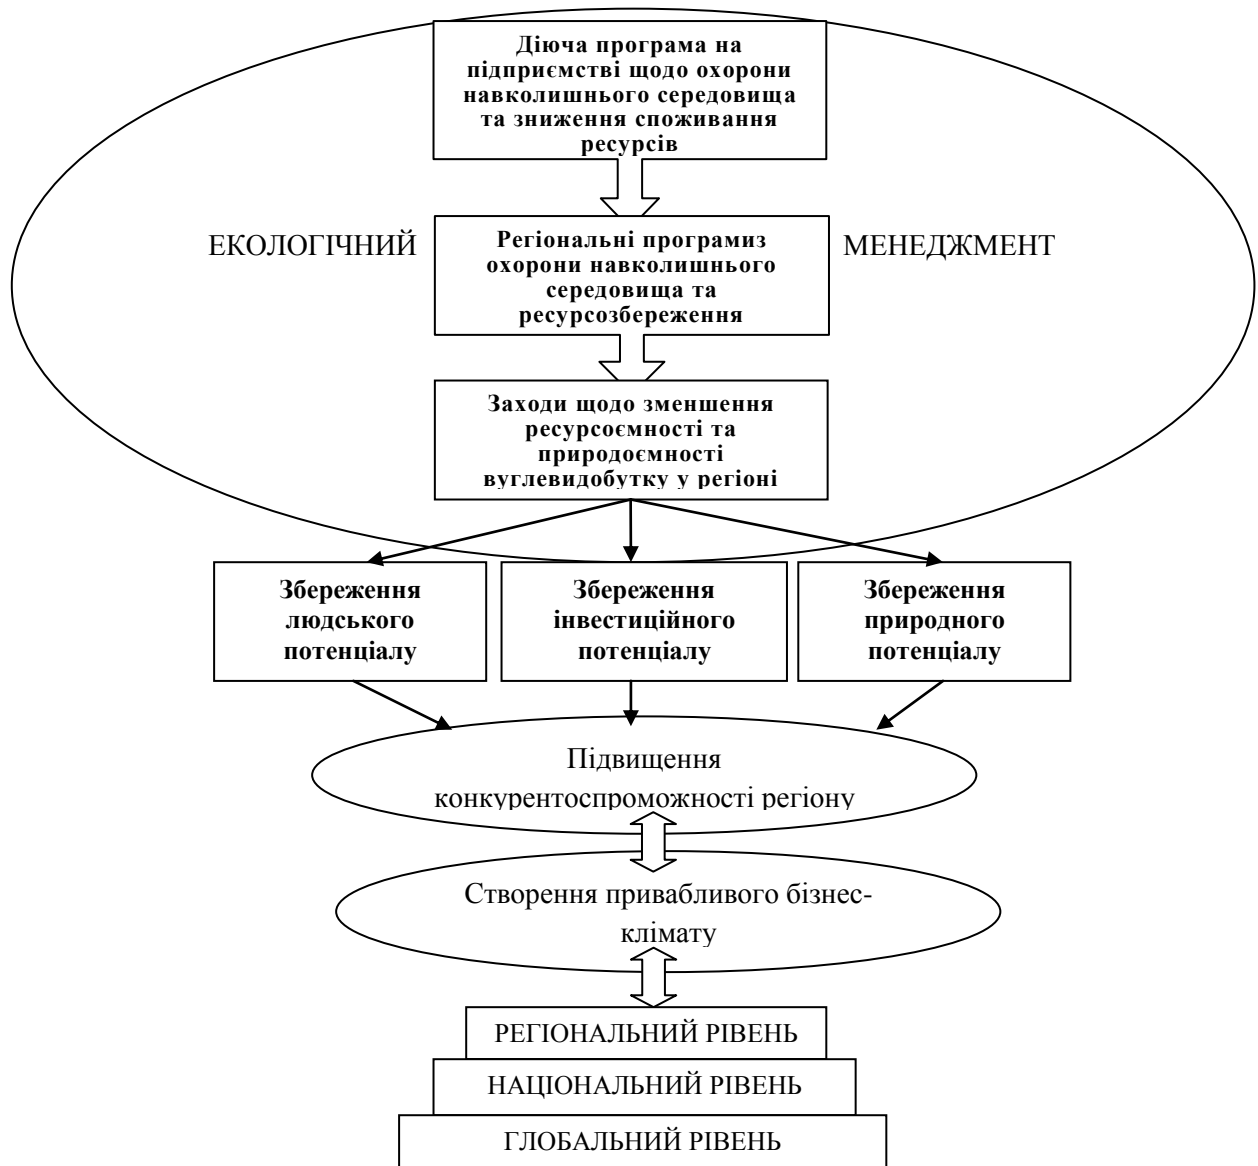 Діюча програма на
підприємстві щодо охорони
навколишнього середовища
та зниження споживання
ресурсів
ЕКОЛОГІЧНИЙ
Регіональні програмиз
охорони навколишнього
середовища та
ресурсозбереження
МЕНЕДЖМЕНТ
Заходи щодо зменшення
ресурсоємності та
природоємності
вуглевидобутку у регіоні
Збереження
людського
потенціалу
Збереження
інвестиційного
потенціалу
Збереження
природного
потенціалу
Підвищення
конкурентоспроможності регіону
Створення привабливого бізнес-
клімату
РЕГІОНАЛЬНИЙ РІВЕНЬ
НАЦІОНАЛЬНИЙ РІВЕНЬ
ГЛОБАЛЬНИЙ РІВЕНЬ